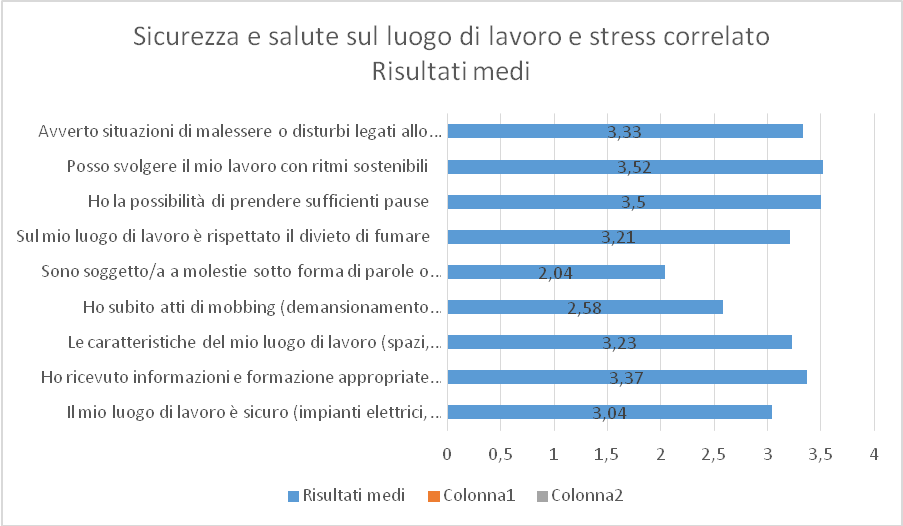 Sicurezza e salute sul luogo di lavoro e stress correlato
Risultati medi
Avverto situazioni di malessere o disturbi legati allo...
3,33
Posso svolgere il mio lavoro con ritmi sostenibili
3,52
Ho la possibilità di prendere sufficienti pause
3,5
Sul mio luogo di lavoro è rispettato il divieto di fumare
3,21
Sono soggetto/a a molestie sotto forma di parole o...
2,04
Ho subito atti di mobbing (demansionamento...
2,58
Le caratteristiche del mio luogo di lavoro (spazi,...
3,23
Ho ricevuto informazioni e formazione appropriate...
3,37
Il mio luogo di lavoro è sicuro (impianti elettrici,...
3,04
0 0,5 1 1,5 2 2,5 3 3,5 4
Risultati medi Colonna1 Colonna2